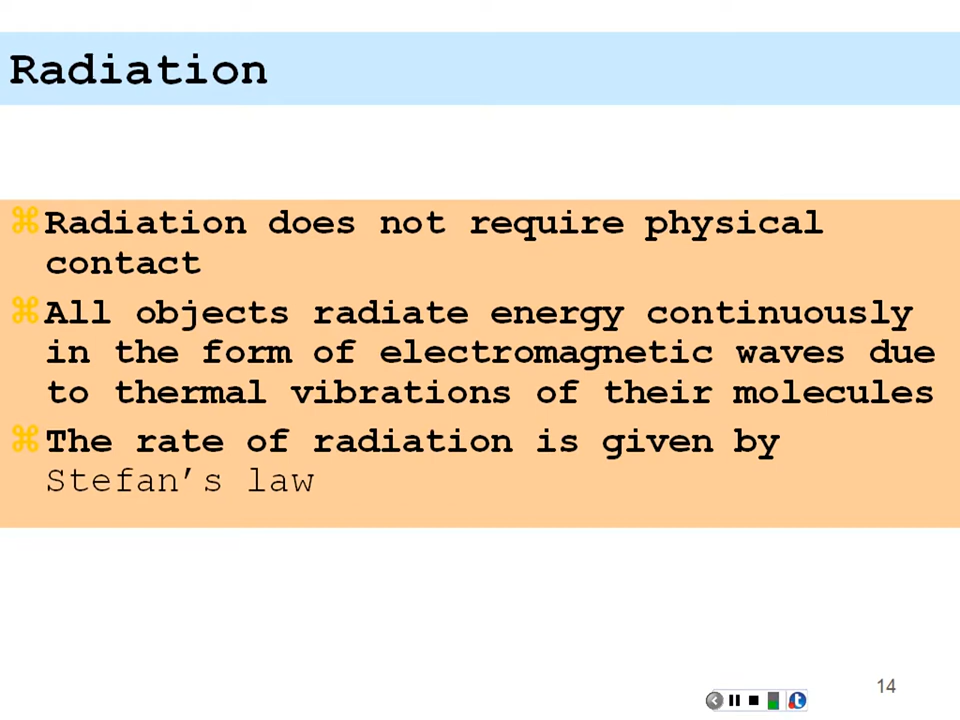 Radiation
⌘Radiation does not require physical
contact
⌘All objects radiate energy continuously
in the form of electromagnetic waves due
to thermal vibrations of their molecules
⌘The rate of radiation is given by
Stefan’s law
14